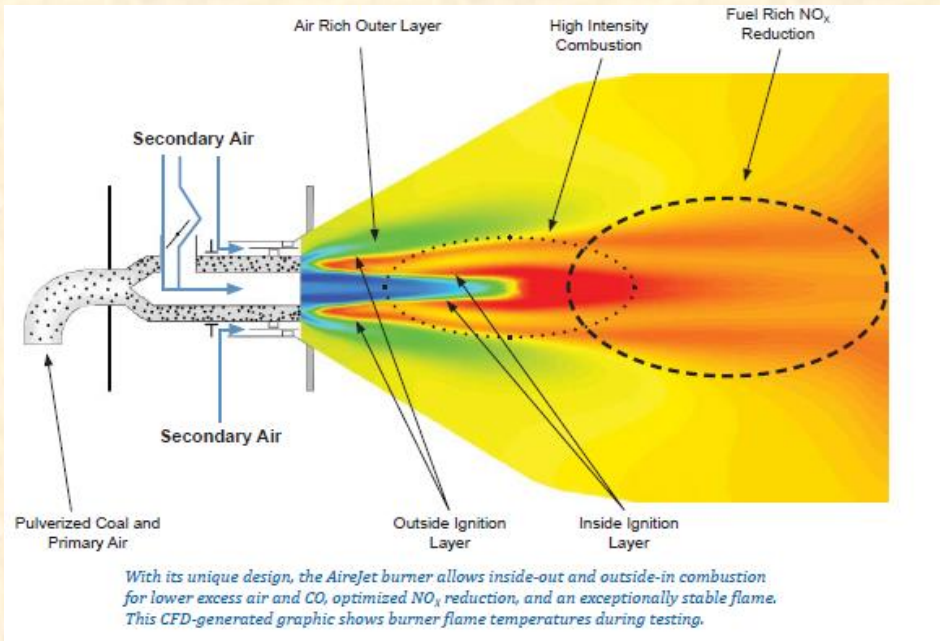 Air Rich Outer Layer
High Intensity
Combustion
Fuel Rich NOₓ
Reduction
Secondary Air
Secondary Air
Pulverized Coal and
Primary Air
Outside Ignition
Layer
Inside Ignition
Layer
With its unique design, the AireJet burner allows inside-out and outside-in combustion
for lower excess air and CO, optimized NOₓ reduction, and an exceptionally stable flame.
This CFD-generated graphic shows burner flame temperatures during testing.